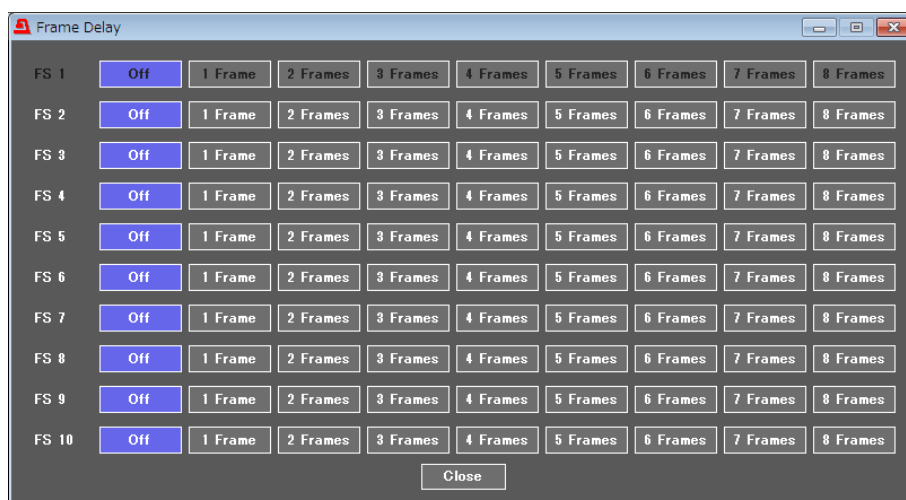 Frame Delay
FS 1 Off 1 Frame 2 Frames 3 Frames 4 Frames 5 Frames 6 Frames 7 Frames 8 Frames
FS 2 Off 1 Frame 2 Frames 3 Frames 4 Frames 5 Frames 6 Frames 7 Frames 8 Frames
FS 3 Off 1 Frame 2 Frames 3 Frames 4 Frames 5 Frames 6 Frames 7 Frames 8 Frames
FS 4 Off 1 Frame 2 Frames 3 Frames 4 Frames 5 Frames 6 Frames 7 Frames 8 Frames
FS 5 Off 1 Frame 2 Frames 3 Frames 4 Frames 5 Frames 6 Frames 7 Frames 8 Frames
FS 6 Off 1 Frame 2 Frames 3 Frames 4 Frames 5 Frames 6 Frames 7 Frames 8 Frames
FS 7 Off 1 Frame 2 Frames 3 Frames 4 Frames 5 Frames 6 Frames 7 Frames 8 Frames
FS 8 Off 1 Frame 2 Frames 3 Frames 4 Frames 5 Frames 6 Frames 7 Frames 8 Frames
FS 9 Off 1 Frame 2 Frames 3 Frames 4 Frames 5 Frames 6 Frames 7 Frames 8 Frames
FS 10 Off 1 Frame 2 Frames 3 Frames 4 Frames 5 Frames 6 Frames 7 Frames 8 Frames
Close